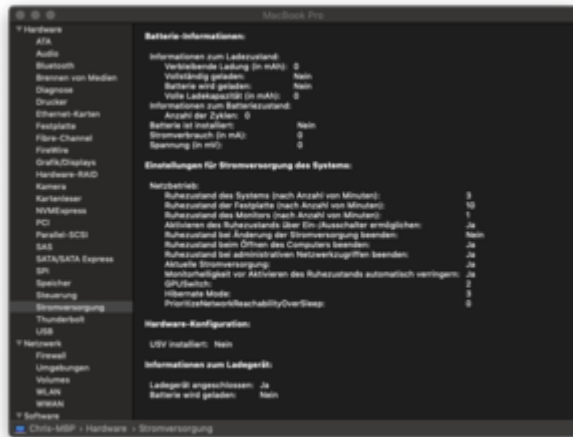 MacBook Pro
Hardware
ATA
Audio
Bluetooth
Brennen von Medien
Diagnose
Drucker
Ethernet-Karten
Festplatte
Fibre-Channel
FireWire
Grafik/Displays
Hardware-RAID
Kamera
Kartenleser
NVMExpress
PCI
Parallel-SCSI
SAS
SATA/SATA Express
SPI
Speicher
Steuerung
Stromversorgung
Thunderbolt
USB
Netzwerk
Firewall
Umgebungen
Volumes
WLAN
WWAN
Software
Batterie-Informationen:
Informationen zum Ladezustand:
Verbleibende Ladung (in mAh): 0
Vollständig geladen: Nein
Batterie wird geladen: Nein
Volle Ladekapazität (in mAh): 0
Informationen zum Batteriezustand:
Anzahl der Zyklen: 0
Batterie ist installiert: Nein
Stromverbrauch (in mA): 0
Spannung (in mV): 0
Einstellungen für Stromversorgung des Systems:
Netzbetrieb:
Ruhezustand des Systems (nach Anzahl von Minuten): 3
Ruhezustand der Festplatte (nach Anzahl von Minuten): 10
Ruhezustand des Monitors (nach Anzahl von Minuten): 1
Aktivieren des Ruhezustands über Ein-/Ausschalter ermöglichen: Ja
Ruhezustand bei Änderung der Stromversorgung beenden: Nein
Ruhezustand beim Öffnen des Computers beenden: Ja
Ruhezustand bei administrativen Netzwerkzugriffen beenden: Ja
Aktuelle Stromversorgung: Ja
Monitorhelligkeit vor Aktivieren des Ruhezustands automatisch verringern: Ja
GPUSwitch: 2
Hibernate Mode: 3
PrioritizeNetworkReachabilityOverSleep: 0
Hardware-Konfiguration:
USV installiert: Nein
Informationen zum Ladegerät:
Ladegerät angeschlossen: Ja
Batterie wird geladen: Nein
Chris-MBP › Hardware › Stromversorgung